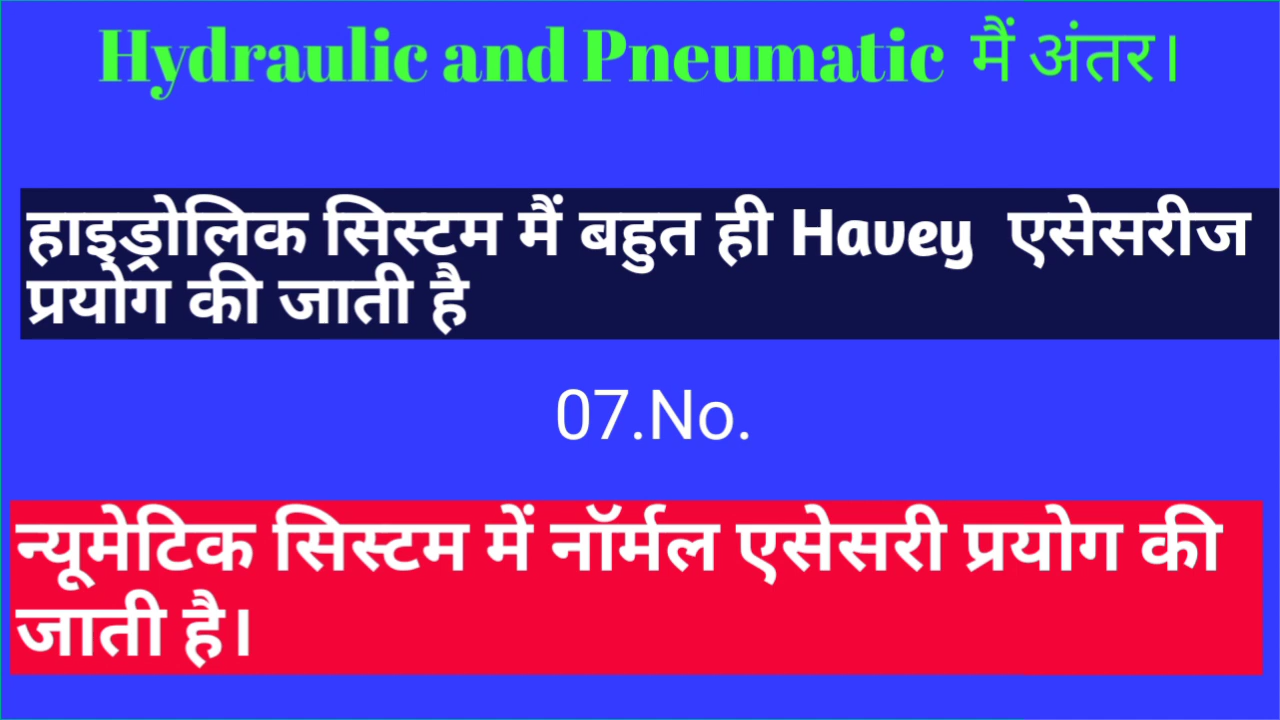 Hydraulic and Pneumatic मैं अंतर।
हाइड्रोलिक सिस्टम मैं बहुत ही Havey एसेसरीज
प्रयोग की जाती है
07.No.
न्यूमेटिक सिस्टम में नॉर्मल एसेसरी प्रयोग की
जाती है।